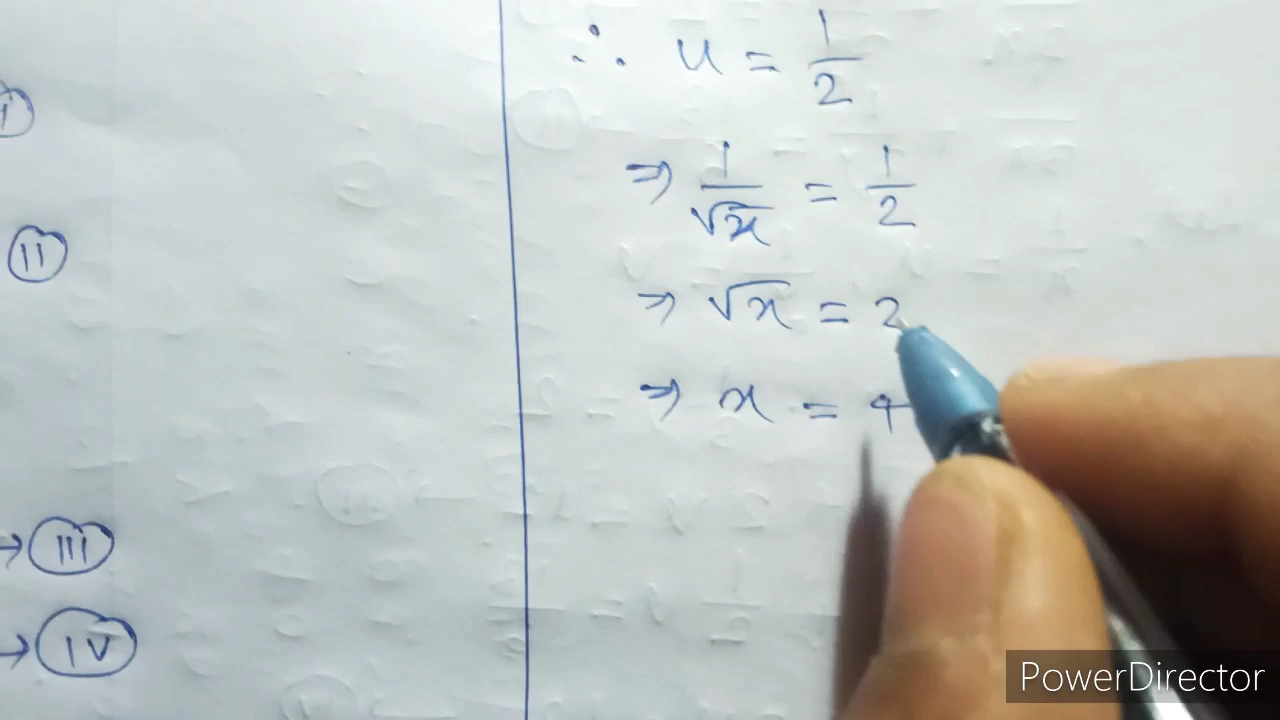 I
II
→ III
→ IV
∴ u = 1/2
⇒ 1/√x = 1/2
⇒ √x = 2
⇒ x = 4
PowerDirector